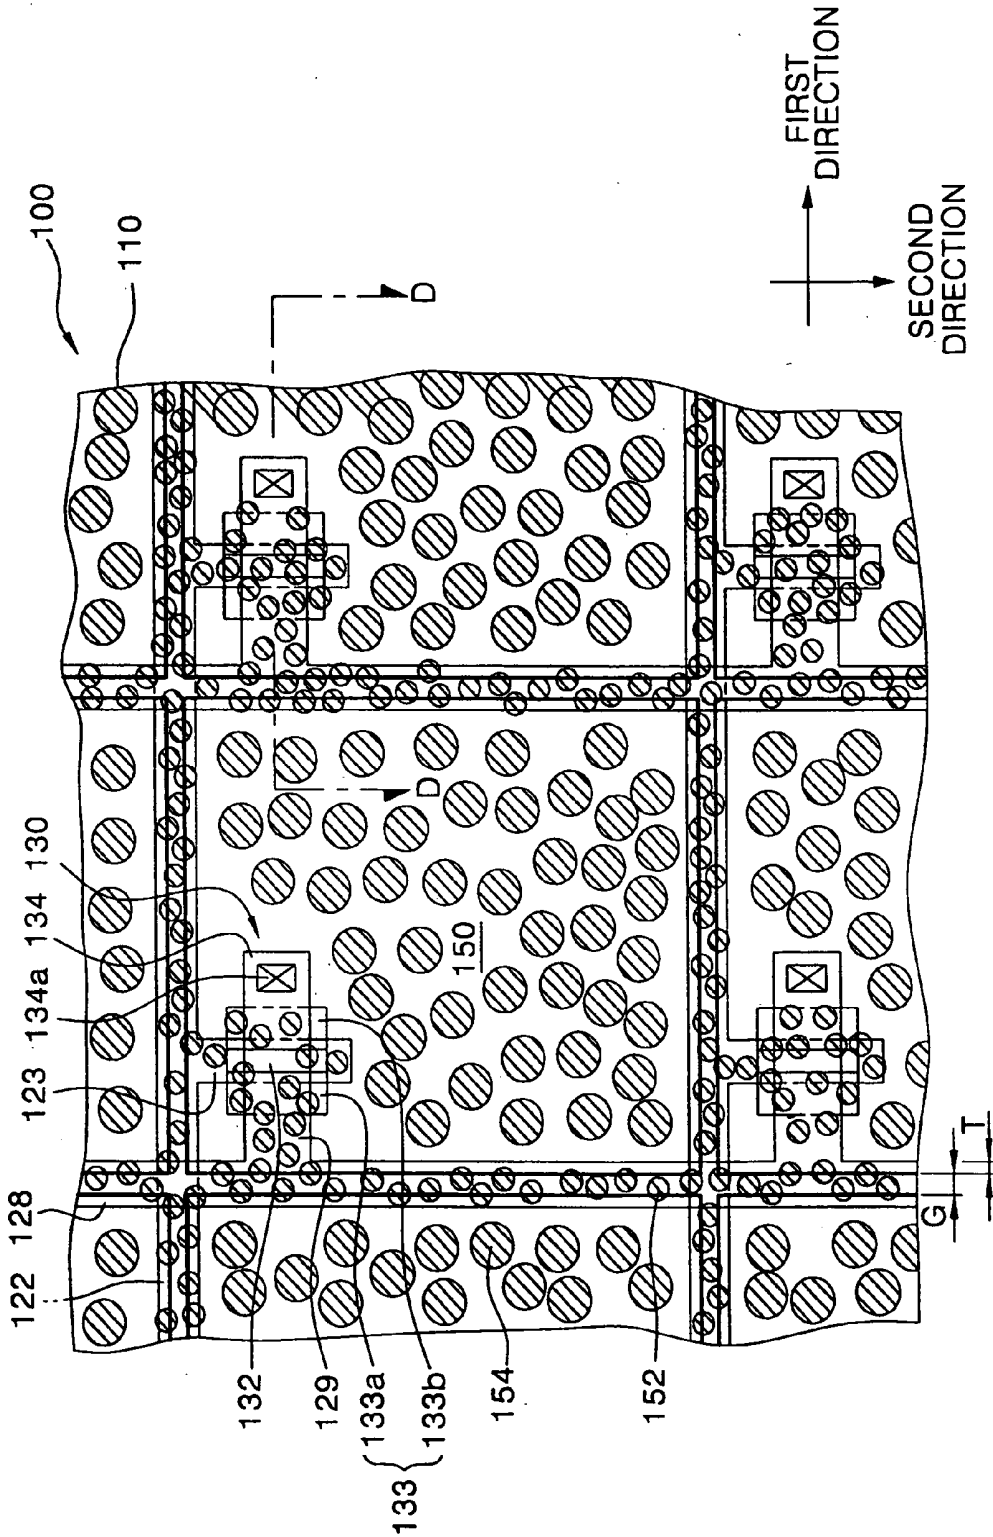 100
110
D
D
FIRST
DIRECTION
SECOND
DIRECTION
130
134
134a
123
128
122
150
132
129
133a
133b
133
154
152
G
T